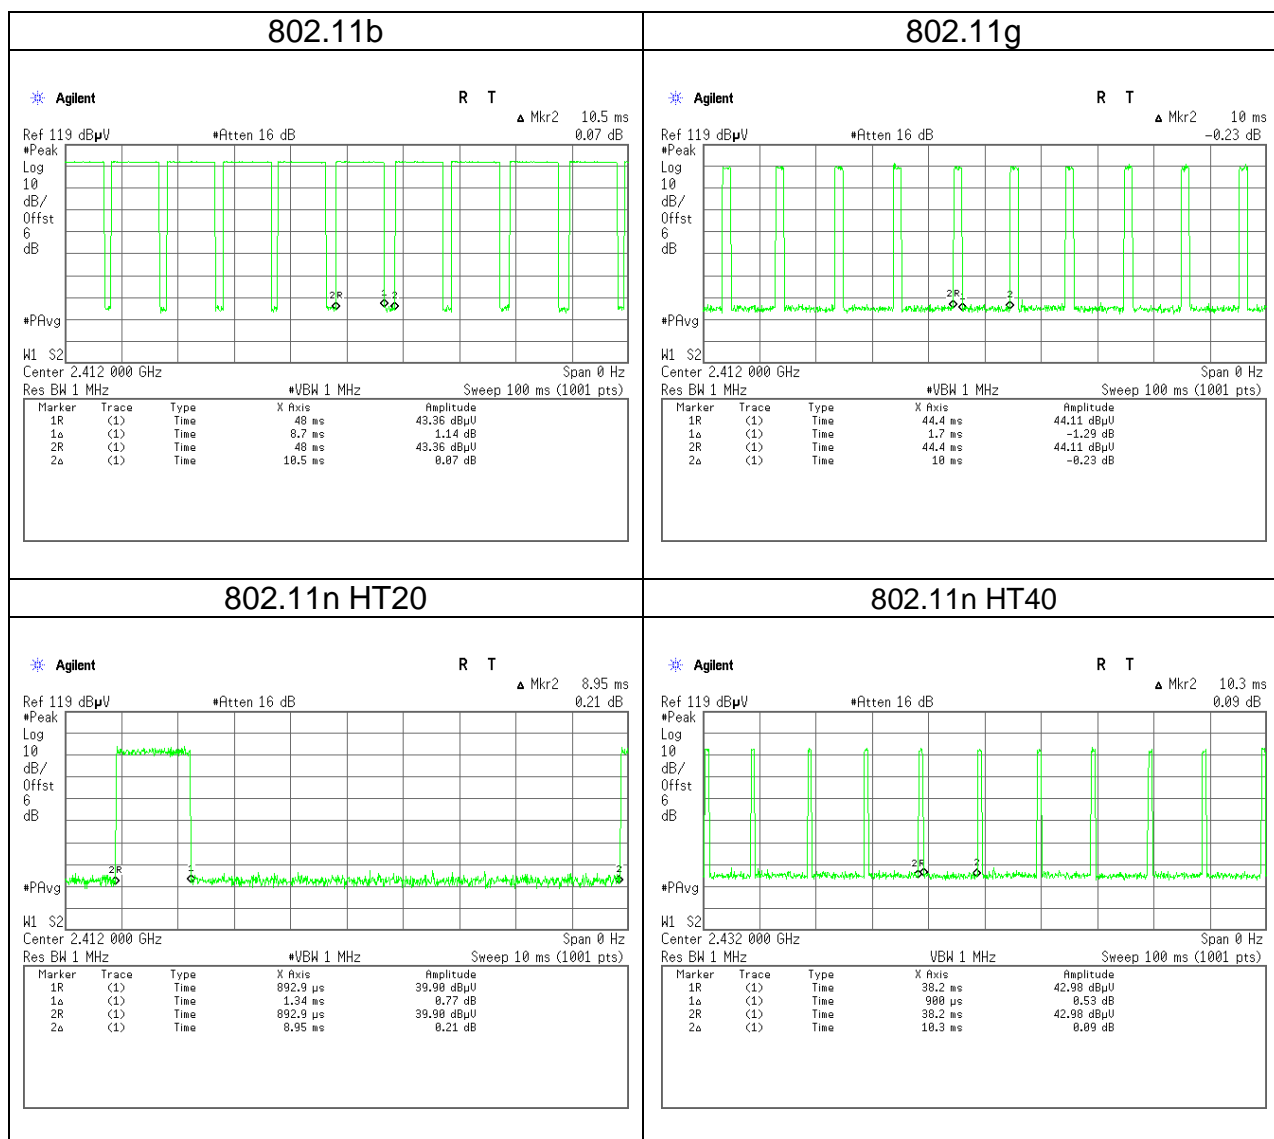 802.11b
Agilent R T
Δ Mkr2 10.5 ms
Ref 119 dBµV #Atten 16 dB 0.07 dB
#Peak
Log
10
dB/
Offst
6
dB
2R 1 2
#PAvg
W1 S2
Center 2.412 000 GHz Span 0 Hz
Res BW 1 MHz #VBW 1 MHz Sweep 100 ms (1001 pts)
Marker Trace Type X Axis Amplitude
1R (1) Time 48 ms 43.36 dBµV
1Δ (1) Time 8.7 ms 1.14 dB
2R (1) Time 48 ms 43.36 dBµV
2Δ (1) Time 10.5 ms 0.07 dB
802.11g
Agilent R T
Δ Mkr2 10 ms
Ref 119 dBµV #Atten 16 dB -0.23 dB
#Peak
Log
10
dB/
Offst
6
dB
2R 1 2
#PAvg
W1 S2
Center 2.412 000 GHz Span 0 Hz
Res BW 1 MHz #VBW 1 MHz Sweep 100 ms (1001 pts)
Marker Trace Type X Axis Amplitude
1R (1) Time 44.4 ms 44.11 dBµV
1Δ (1) Time 1.7 ms -1.29 dB
2R (1) Time 44.4 ms 44.11 dBµV
2Δ (1) Time 10 ms -0.23 dB
802.11n HT20
Agilent R T
Δ Mkr2 8.95 ms
Ref 119 dBµV #Atten 16 dB 0.21 dB
#Peak
Log
10
dB/
Offst
6
dB
2R 1 2
#PAvg
W1 S2
Center 2.412 000 GHz Span 0 Hz
Res BW 1 MHz #VBW 1 MHz Sweep 10 ms (1001 pts)
Marker Trace Type X Axis Amplitude
1R (1) Time 892.9 µs 39.90 dBµV
1Δ (1) Time 1.34 ms 0.77 dB
2R (1) Time 892.9 µs 39.90 dBµV
2Δ (1) Time 8.95 ms 0.21 dB
802.11n HT40
Agilent R T
Δ Mkr2 10.3 ms
Ref 119 dBµV #Atten 16 dB 0.09 dB
#Peak
Log
10
dB/
Offst
6
dB
2R 2
#PAvg
W1 S2
Center 2.432 000 GHz Span 0 Hz
Res BW 1 MHz VBW 1 MHz Sweep 100 ms (1001 pts)
Marker Trace Type X Axis Amplitude
1R (1) Time 38.2 ms 42.98 dBµV
1Δ (1) Time 900 µs 0.53 dB
2R (1) Time 38.2 ms 42.98 dBµV
2Δ (1) Time 10.3 ms 0.09 dB